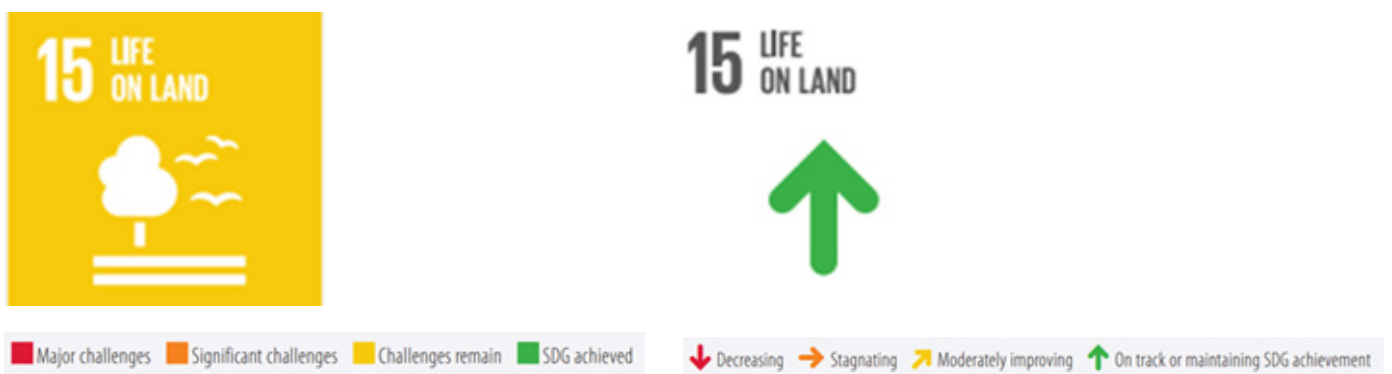 15 LIFE
ON LAND
15 LIFE
ON LAND
Major challenges Significant challenges Challenges remain SDG achieved
Decreasing Stagnating Moderately improving On track or maintaining SDG achievement